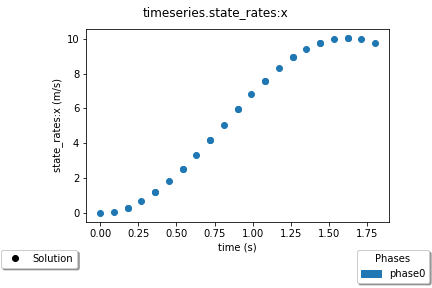 timeseries.state_rates:x
state_rates:x (m/s)
10
8
6
4
2
0
0.00 0.25 0.50 0.75 1.00 1.25 1.50 1.75
time (s)
Solution
Phases
phase0